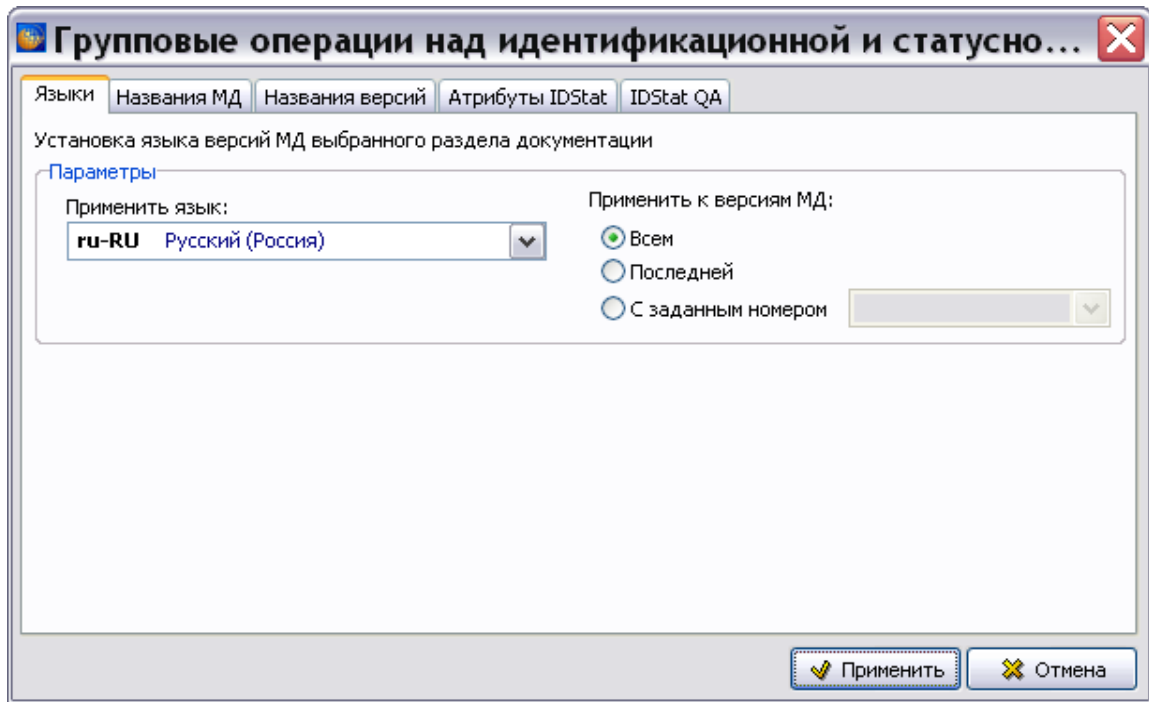 Групповые операции над идентификационной и статусно...
Языки Названия МД Названия версий Атрибуты IDStat IDStat QA
Установка языка версий МД выбранного раздела документации
Параметры
Применить язык:
ru-RU Русский (Россия)
Применить к версиям МД:
Всем
Последней
С заданным номером
Применить Отмена